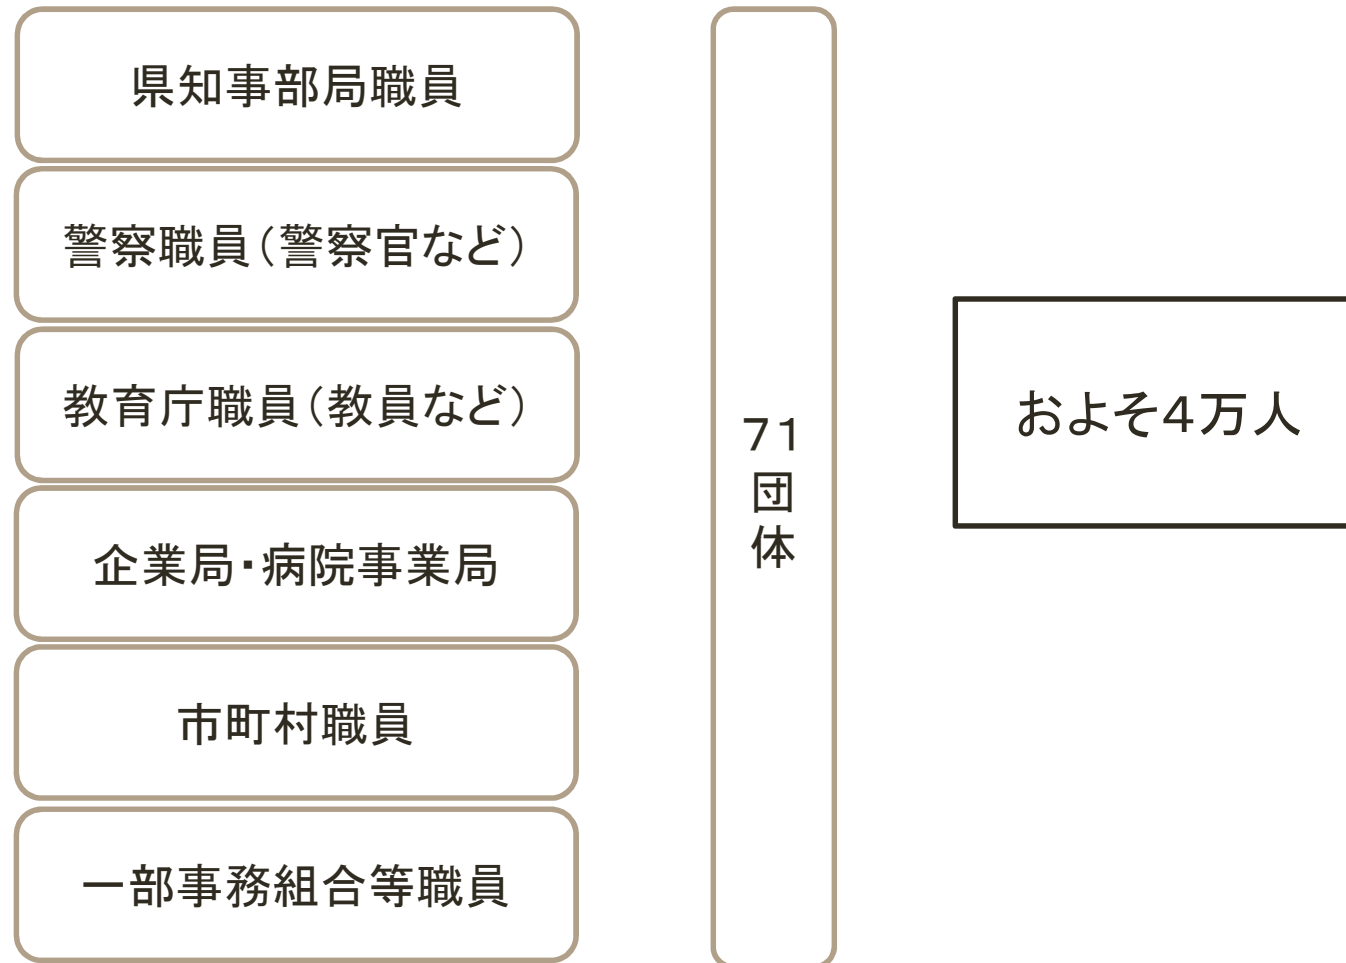 県知事部局職員
警察職員（警察官など）
教育庁職員（教員など）
企業局・病院事業局
市町村職員
一部事務組合等職員
７１
団
体
およそ４万人